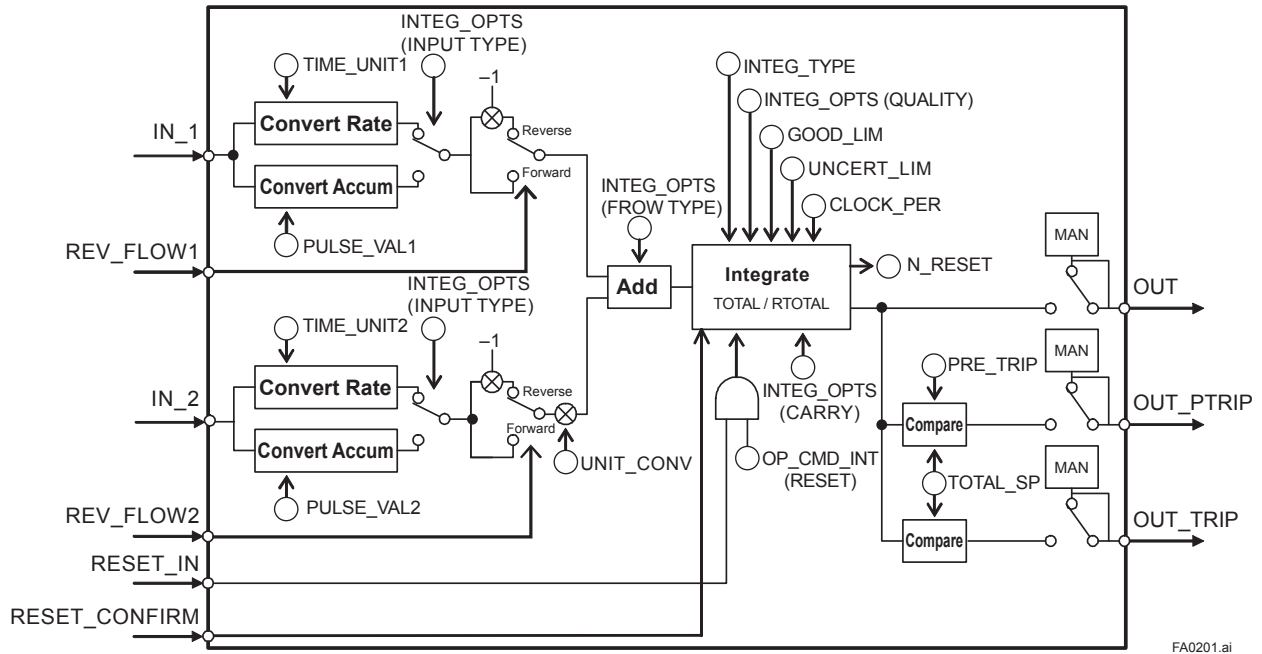 INTEG_OPTS
(INPUT TYPE)
TIME_UNIT1
–1
Convert Rate
IN_1
Convert Accum
Reverse
Forward
PULSE_VAL1
REV_FLOW1
INTEG_OPTS
(INPUT TYPE)
TIME_UNIT2
–1
Convert Rate
IN_2
Convert Accum
Reverse
Forward
UNIT_CONV
PULSE_VAL2
REV_FLOW2
RESET_IN
RESET_CONFIRM
INTEG_OPTS
(FROW TYPE)
Add
INTEG_TYPE
INTEG_OPTS (QUALITY)
GOOD_LIM
UNCERT_LIM
CLOCK_PER
Integrate
TOTAL / RTOTAL
N_RESET
INTEG_OPTS
(CARRY)
OP_CMD_INT
(RESET)
MAN
OUT
PRE_TRIP
MAN
Compare
OUT_PTRIP
TOTAL_SP
MAN
Compare
OUT_TRIP
FA0201.ai